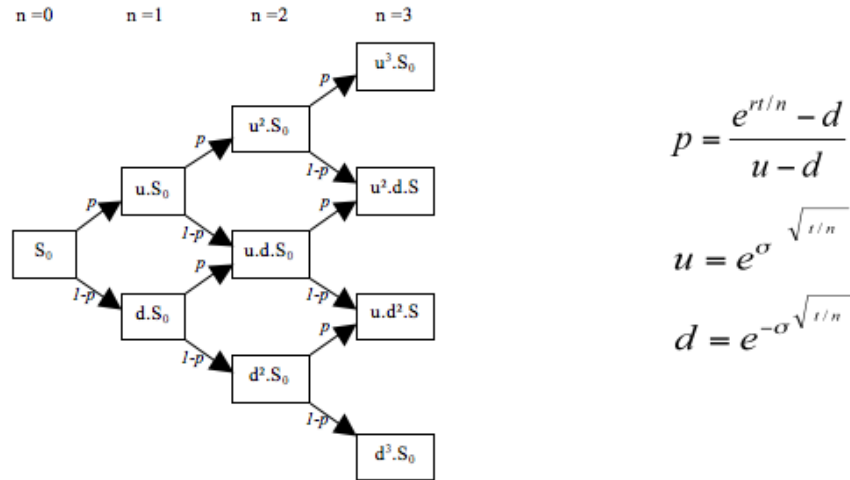 n =0 n =1 n =2 n =3
u³.S₀
p
u².S₀
p
1-p
u.S₀
u².d.S
p
p
1-p
S₀
u.d.S₀
1-p
p
1-p
d.S₀
u.d².S
p
1-p
d².S₀
1-p
d³.S₀
p = (e^{rt/n} − d) / (u − d)
u = e^{σ √(t/n)}
d = e^{−σ √(t/n)}